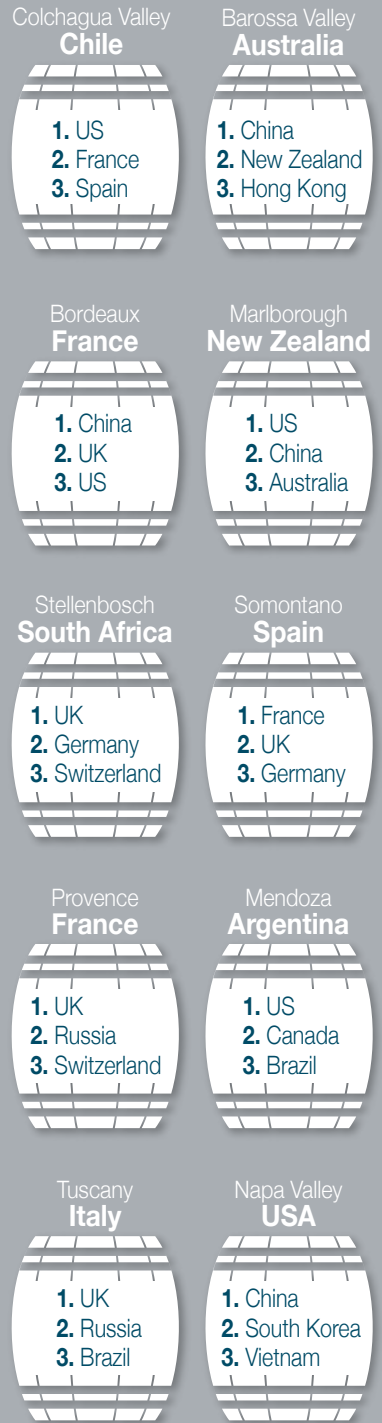 Colchagua Valley
Chile
1. US
2. France
3. Spain
Barossa Valley
Australia
1. China
2. New Zealand
3. Hong Kong
Bordeaux
France
1. China
2. UK
3. US
Marlborough
New Zealand
1. US
2. China
3. Australia
Stellenbosch
South Africa
1. UK
2. Germany
3. Switzerland
Somontano
Spain
1. France
2. UK
3. Germany
Provence
France
1. UK
2. Russia
3. Switzerland
Mendoza
Argentina
1. US
2. Canada
3. Brazil
Tuscany
Italy
1. UK
2. Russia
3. Brazil
Napa Valley
USA
1. China
2. South Korea
3. Vietnam